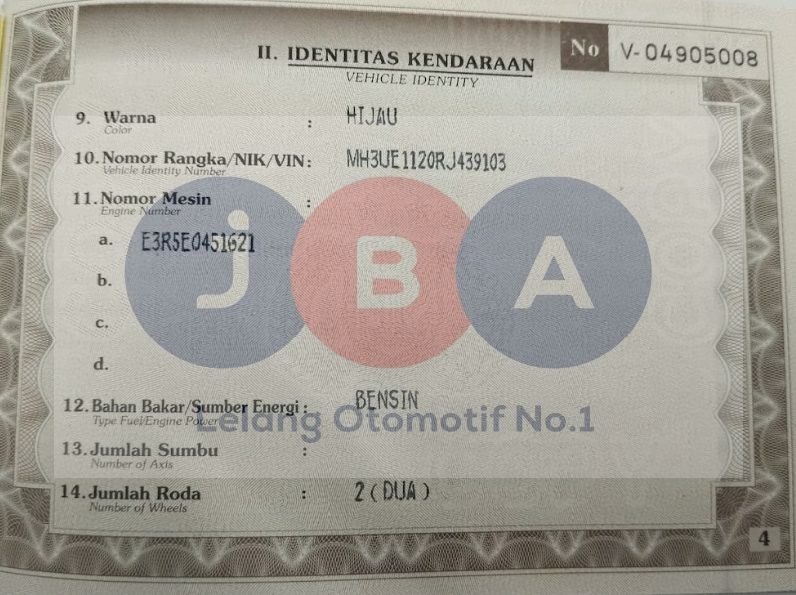 No V-04905008
II. IDENTITAS KENDARAAN
VEHICLE IDENTITY
9. Warna : HIJAU
Color
10. Nomor Rangka/NIK/VIN: MH3UE1120RJ439103
Vehicle Identity Number
11. Nomor Mesin :
Engine Number
a. E3R5E0451621
b.
c.
d.
j B A
12. Bahan Bakar/Sumber Energi : BENSIN
Type Fuel/Engine Power
Lelang Otomotif No.1
13. Jumlah Sumbu :
Number of Axis
14. Jumlah Roda : 2 ( DUA )
Number of Wheels
4